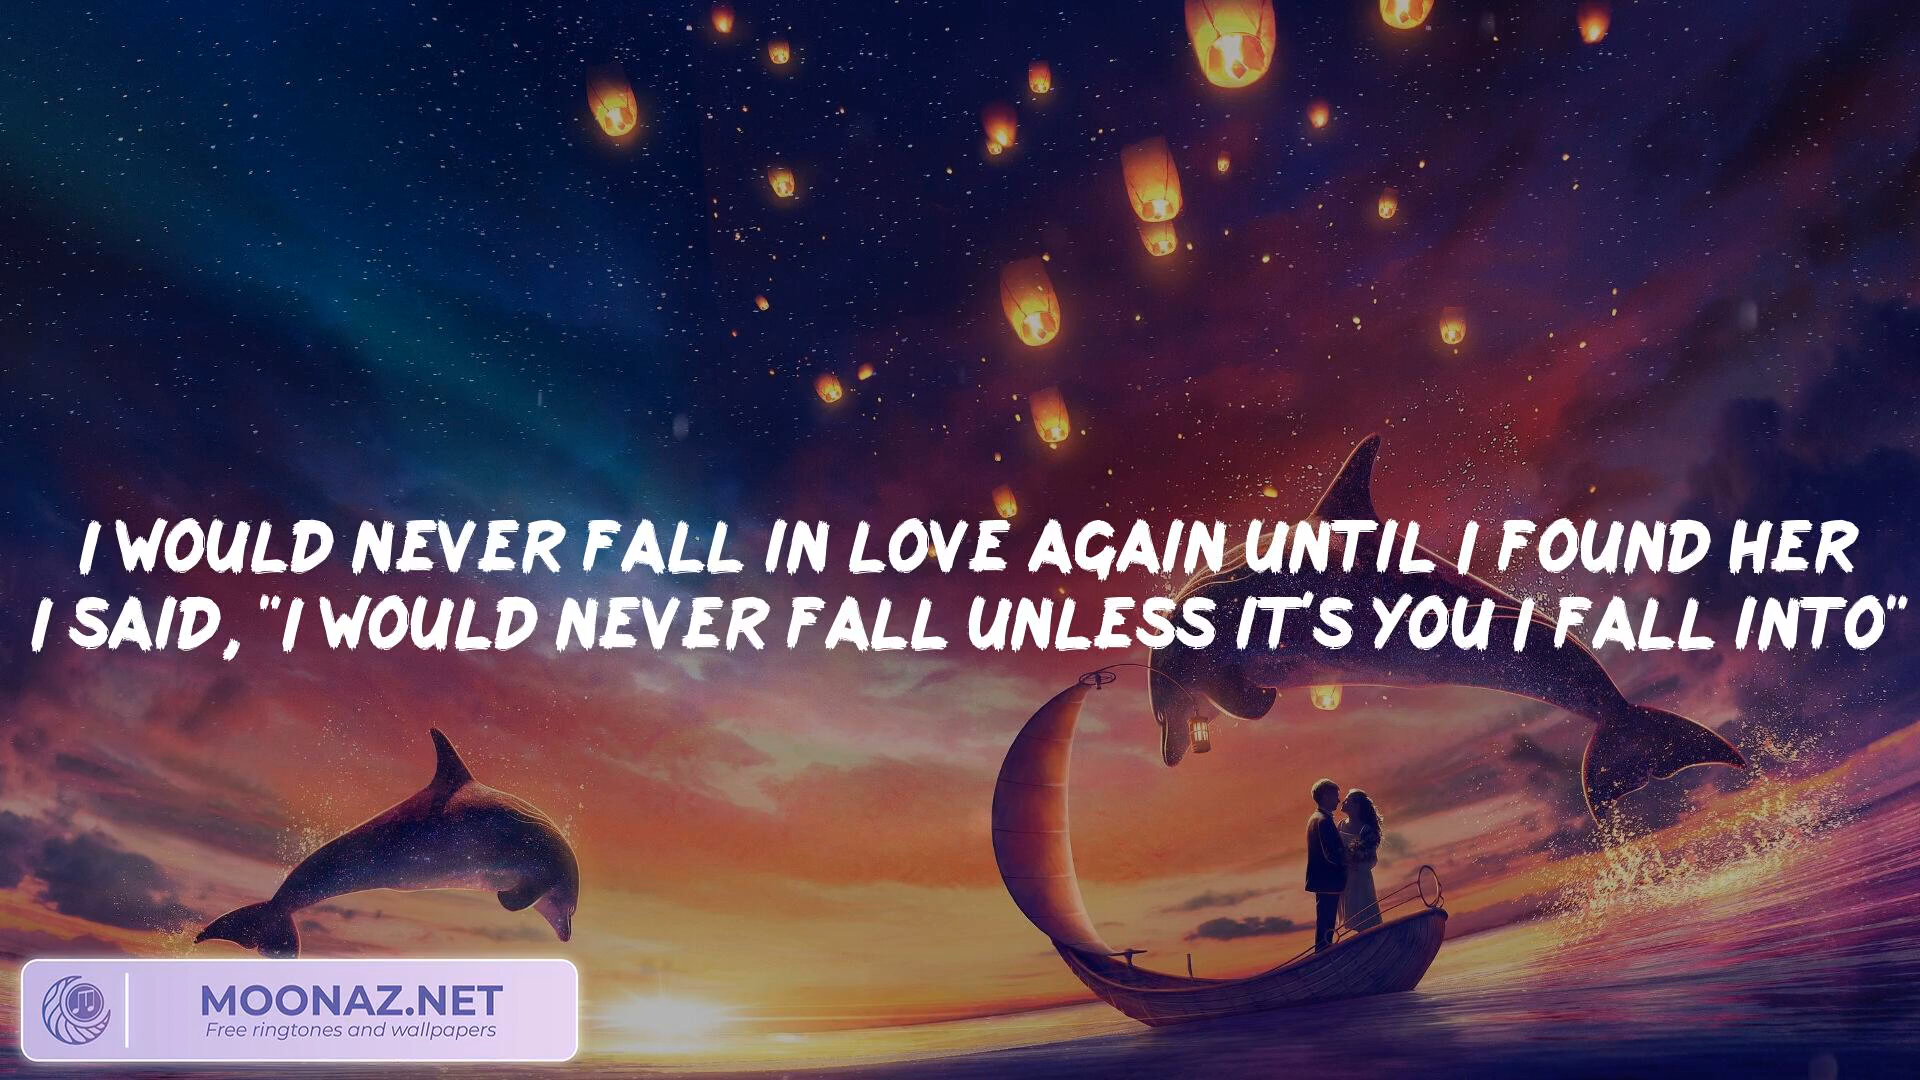 I WOULD NEVER FALL IN LOVE AGAIN UNTIL I FOUND HER
I SAID, "I WOULD NEVER FALL UNLESS IT'S YOU I FALL INTO"
MOONAZ.NET
Free ringtones and wallpapers